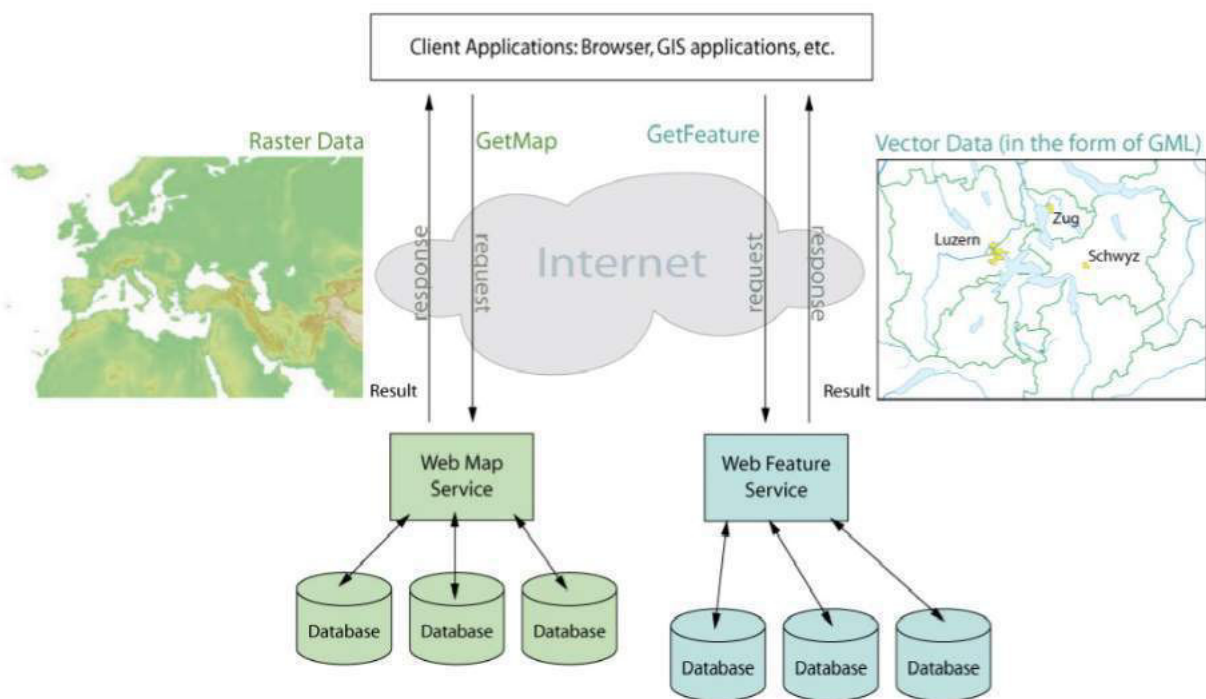 Client Applications: Browser, GIS applications, etc.
Raster Data
GetMap
GetFeature
Vector Data (in the form of GML)
response
request
Internet
request
response
Luzern
Zug
Schwyz
Result
Result
Web Map
Service
Web Feature
Service
Database
Database
Database
Database
Database
Database